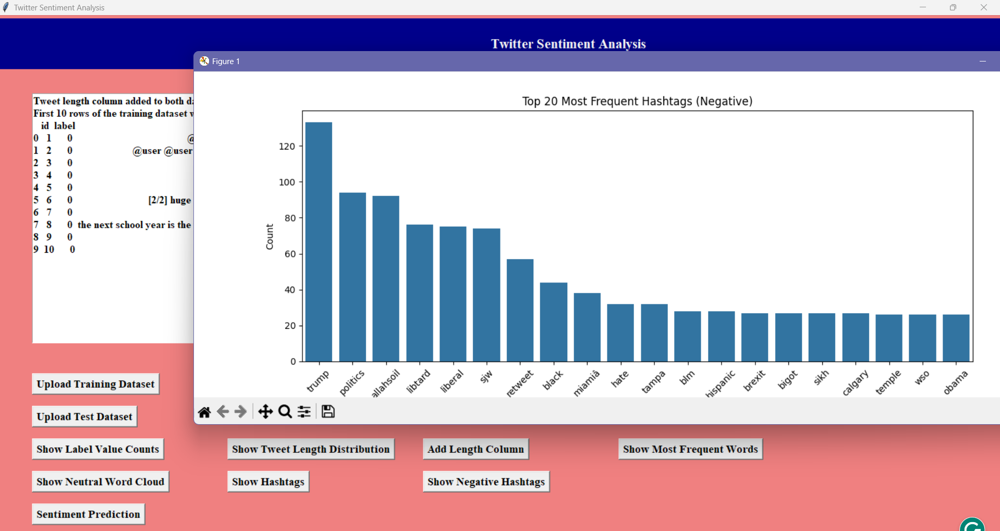 Twitter Sentiment Analysis
Twitter Sentiment Analysis
Figure 1
Tweet length column added to both
First 10 rows of the training dataset
id label
0 1 0 @
1 2 0 @user @user
2 3 0
3 4 0
4 5 0
5 6 0 [2/2] huge
6 7 0
7 8 0 the next school year is the
8 9 0
9 10 0
Top 20 Most Frequent Hashtags (Negative)
Count
120
100
80
60
40
20
0
trump politics allahsoil libtard liberal sjw retweet black miamiâ hate tampa blm hispanic brexit bigot sikh calgary temple wso obama
Upload Training Dataset
Upload Test Dataset
Show Label Value Counts Show Tweet Length Distribution Add Length Column Show Most Frequent Words
Show Neutral Word Cloud Show Hashtags Show Negative Hashtags
Sentiment Prediction